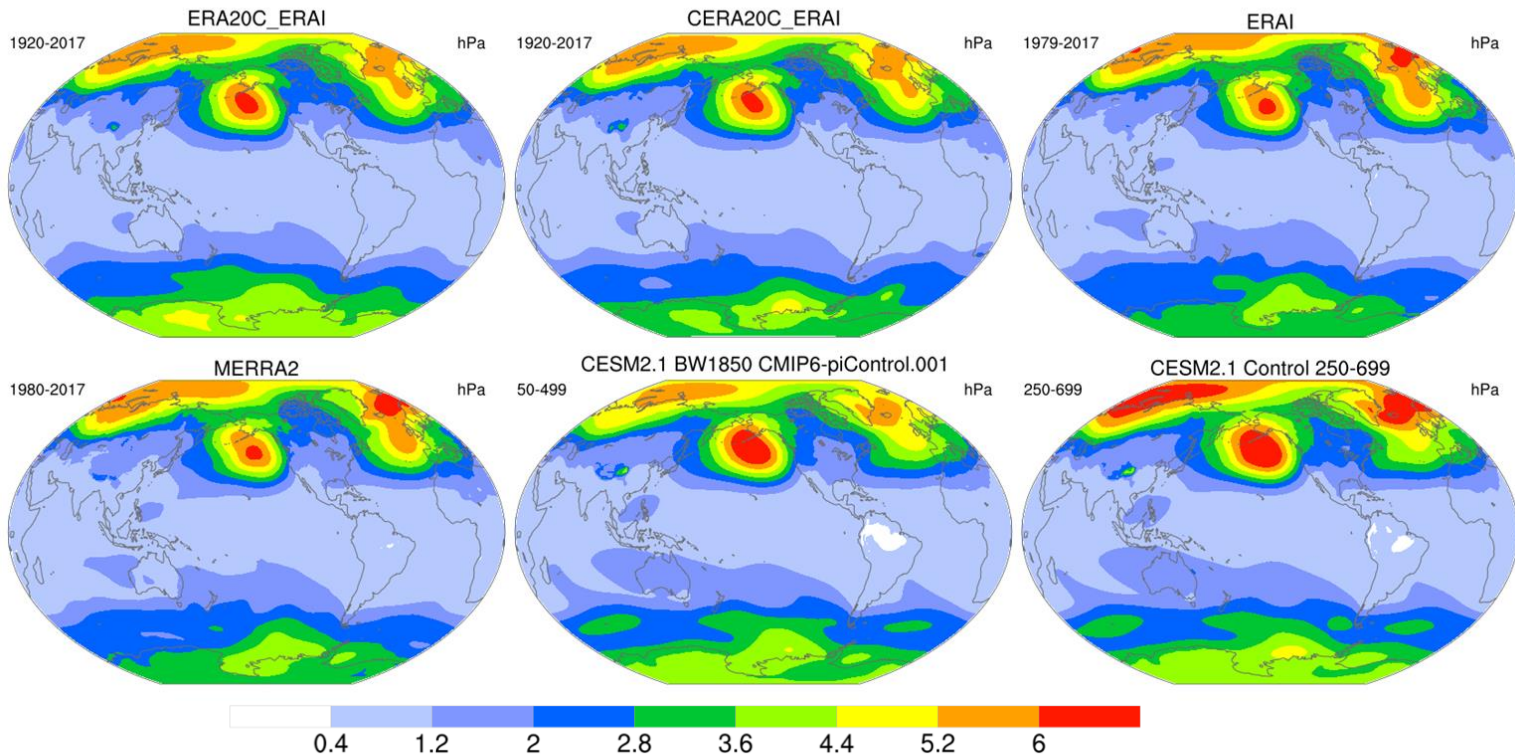 ERA20C_ERAI
1920-2017
hPa
CERA20C_ERAI
1920-2017
hPa
ERAI
1979-2017
hPa
MERRA2
1980-2017
hPa
CESM2.1 BW1850 CMIP6-piControl.001
50-499
hPa
CESM2.1 Control 250-699
250-699
hPa
0.4 1.2 2 2.8 3.6 4.4 5.2 6